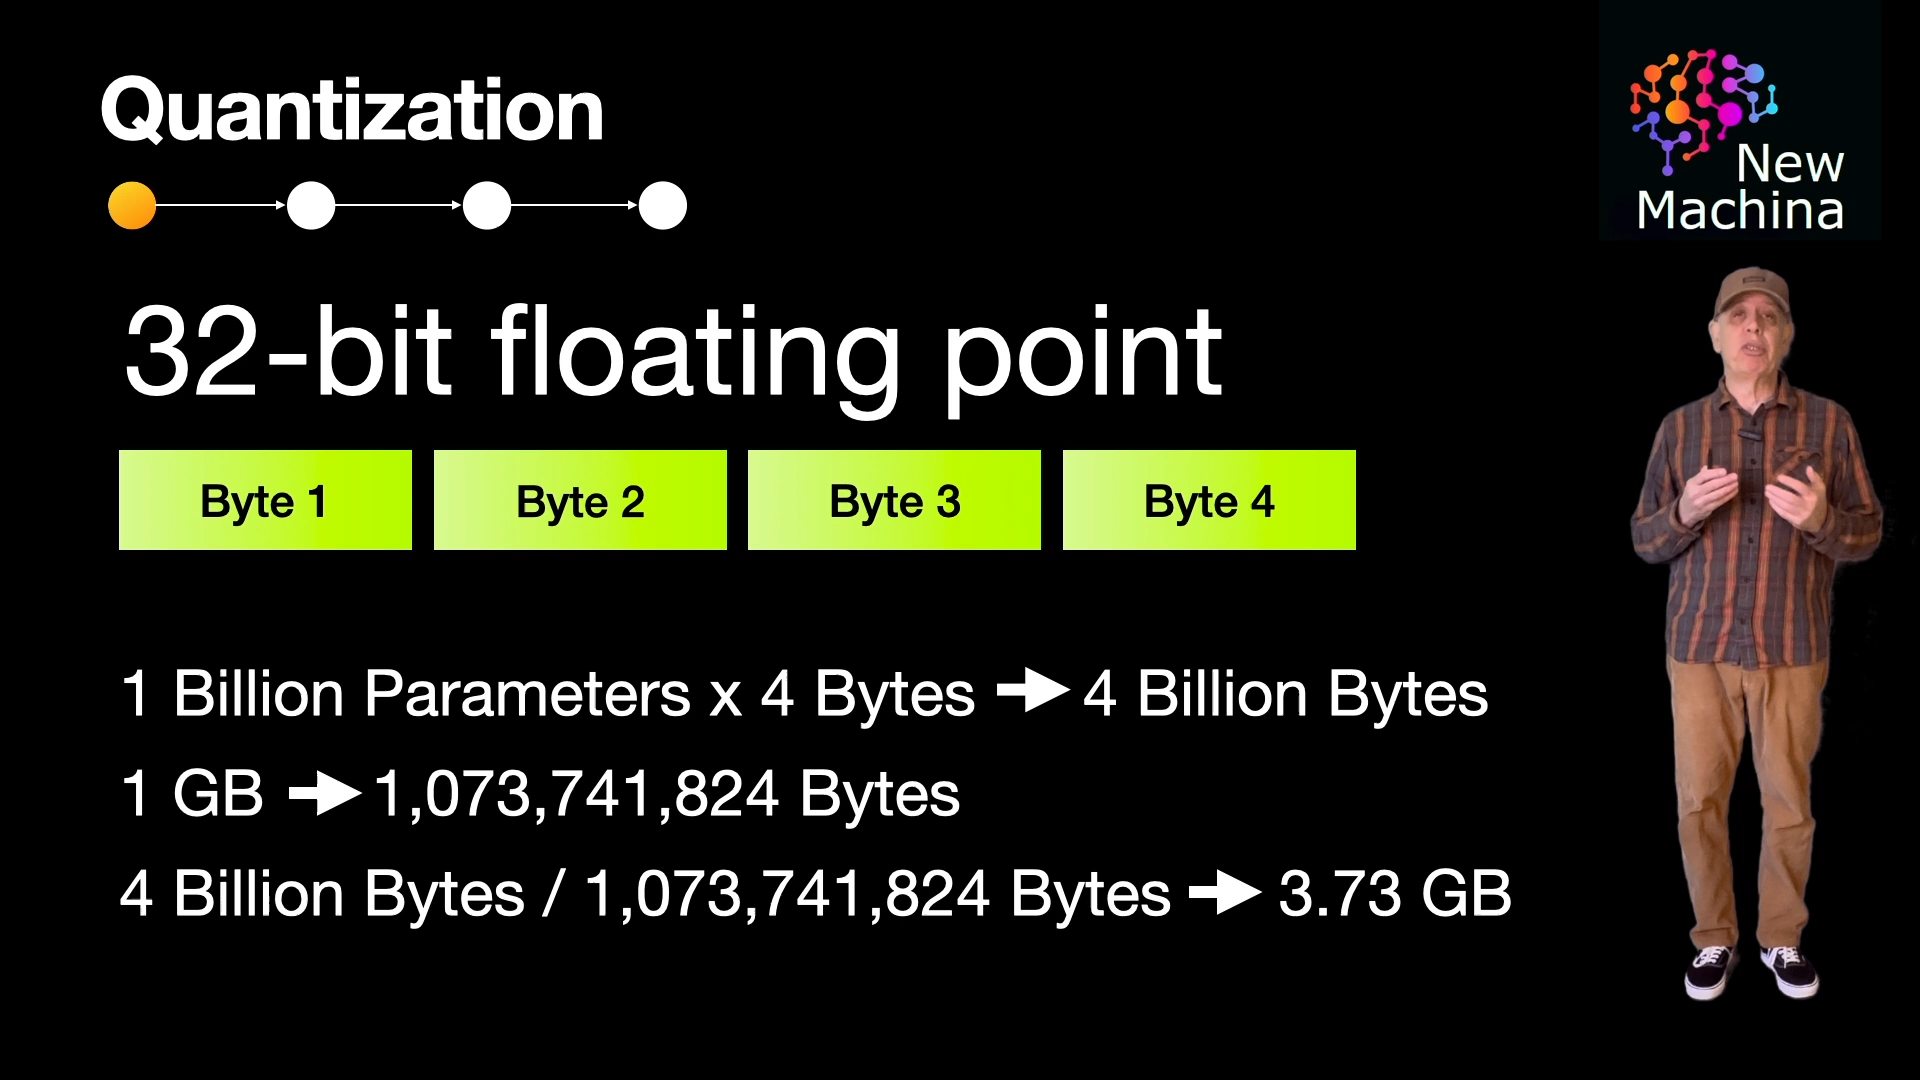 Quantization
New
Machina
32-bit floating point
Byte 1
Byte 2
Byte 3
Byte 4
1 Billion Parameters x 4 Bytes ➡ 4 Billion Bytes
1 GB ➡ 1,073,741,824 Bytes
4 Billion Bytes / 1,073,741,824 Bytes ➡ 3.73 GB